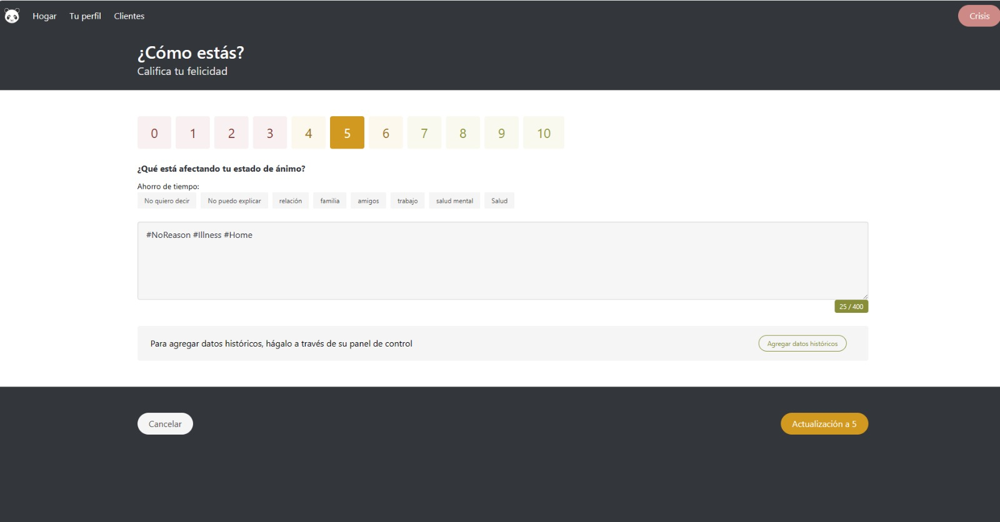 Hogar Tu perfil Clientes Crisis
¿Cómo estás?
Califica tu felicidad
0 1 2 3 4 5 6 7 8 9 10
¿Qué está afectando tu estado de ánimo?
Ahorro de tiempo:
No quiero decir No puedo explicar relación familia amigos trabajo salud mental Salud
#NoReason #Illness #Home
25 / 400
Para agregar datos históricos, hágalo a través de su panel de control Agregar datos históricos
Cancelar Actualización a 5